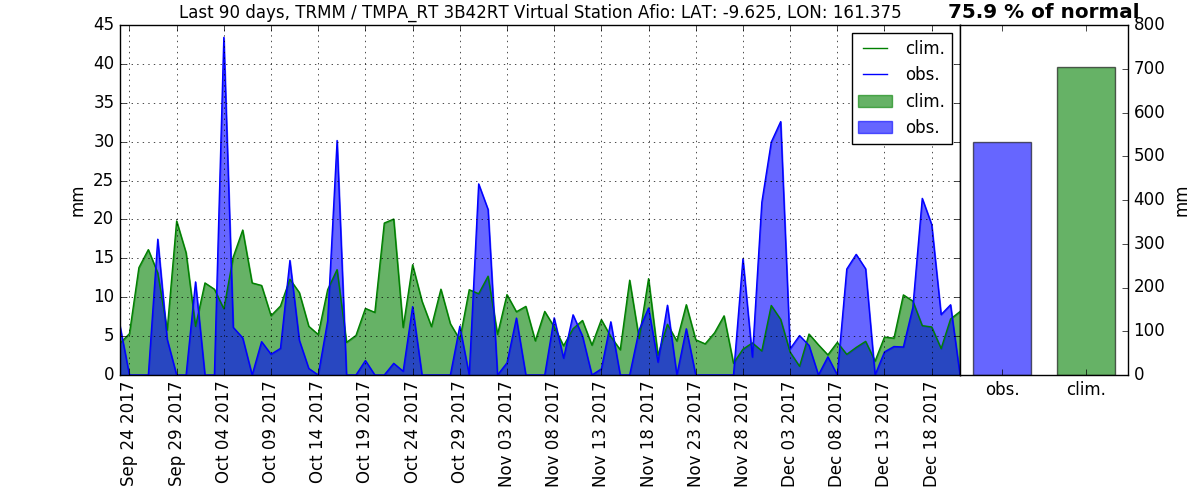 Last 90 days, TRMM / TMPA_RT 3B42RT Virtual Station Afio: LAT: -9.625, LON: 161.375
75.9 % of normal
45
40
35
30
25
20
15
10
5
0
mm
clim.
obs.
clim.
obs.
800
700
600
500
400
300
200
100
0
mm
obs.
clim.
Sep 24 2017
Sep 29 2017
Oct 04 2017
Oct 09 2017
Oct 14 2017
Oct 19 2017
Oct 24 2017
Oct 29 2017
Nov 03 2017
Nov 08 2017
Nov 13 2017
Nov 18 2017
Nov 23 2017
Nov 28 2017
Dec 03 2017
Dec 08 2017
Dec 13 2017
Dec 18 2017